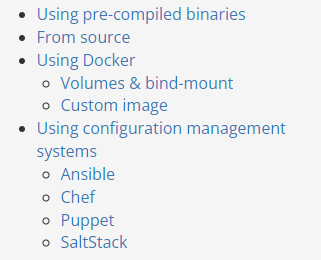 Using pre-compiled binaries
From source
Using Docker
Volumes & bind-mount
Custom image
Using configuration management
systems
Ansible
Chef
Puppet
SaltStack